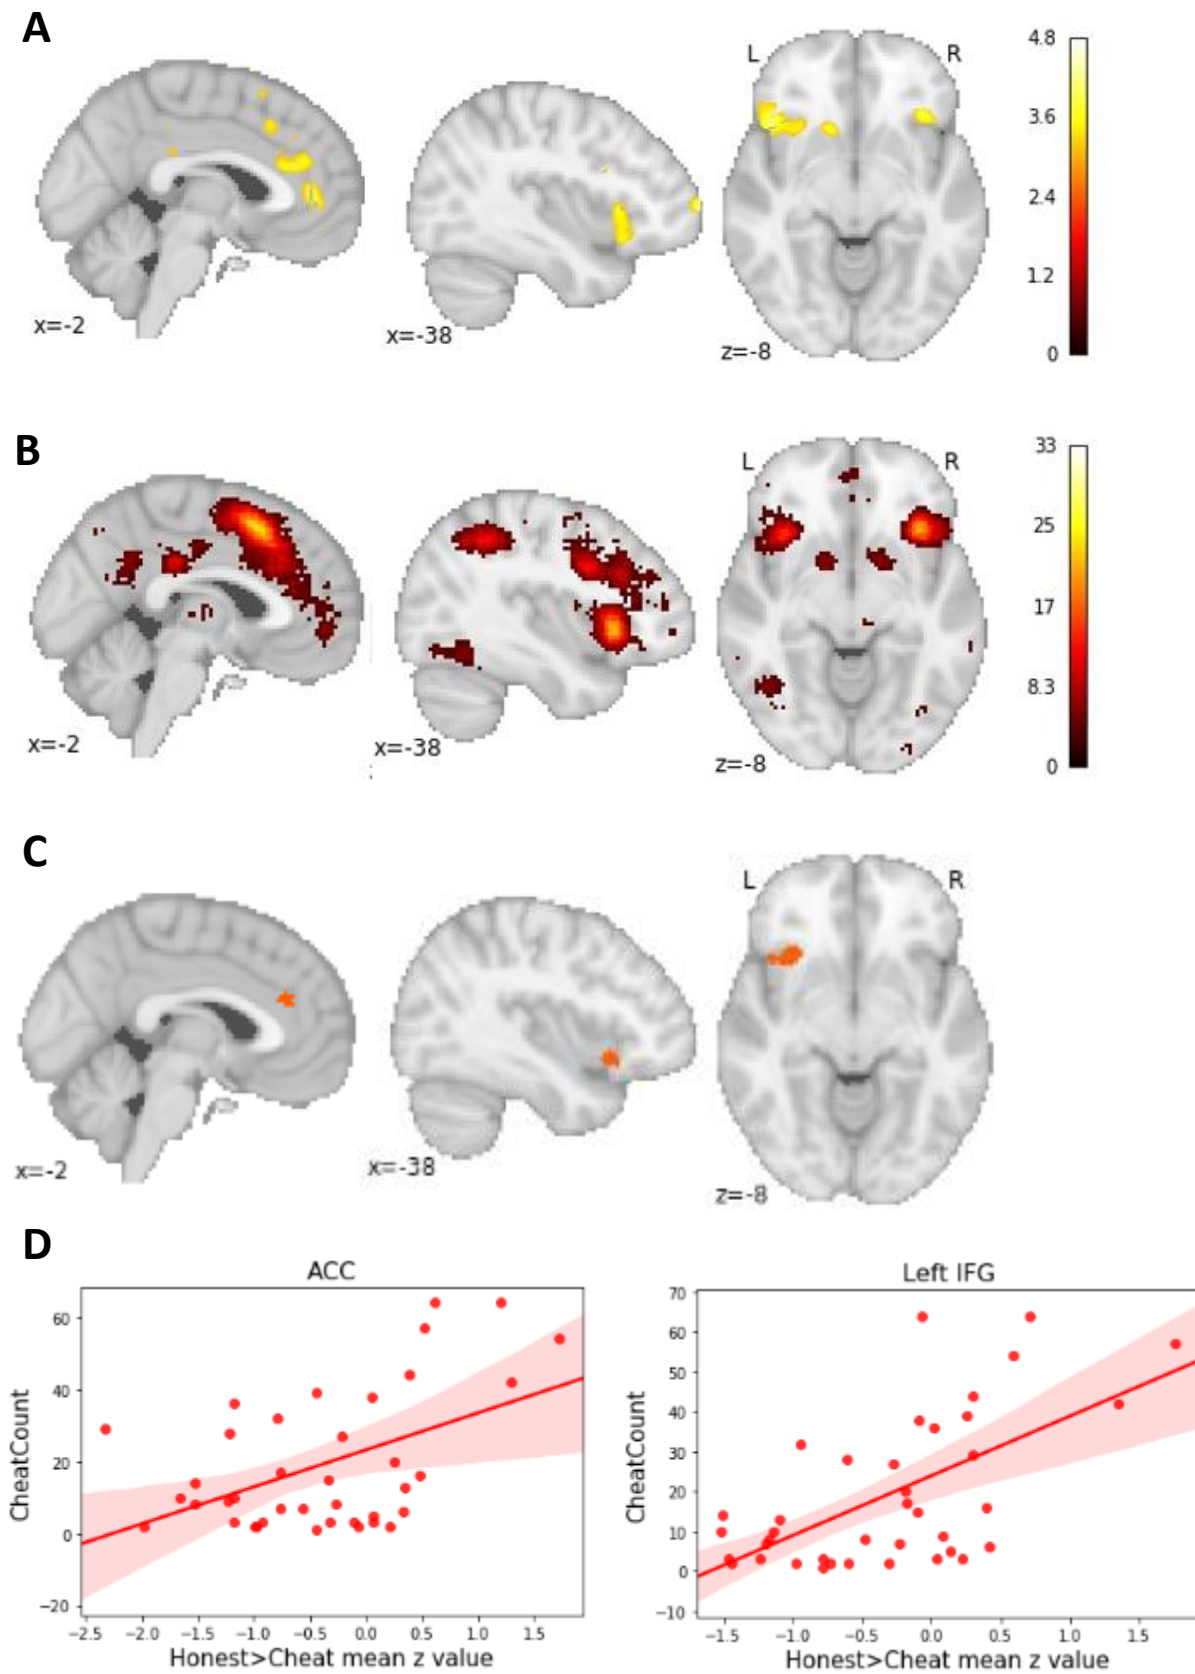 A
L R
4.8
3.6
2.4
1.2
0
x=-2
x=-38
z=-8
B
L R
33
25
17
8.3
0
x=-2
x=-38
z=-8
C
L R
x=-2
x=-38
z=-8
D
ACC
60
40
20
0
−20
CheatCount
−2.5 −2.0 −1.5 −1.0 −0.5 0.0 0.5 1.0 1.5
Honest>Cheat mean z value
Left IFG
70
60
50
40
30
20
10
0
−10
CheatCount
−1.5 −1.0 −0.5 0.0 0.5 1.0 1.5
Honest>Cheat mean z value